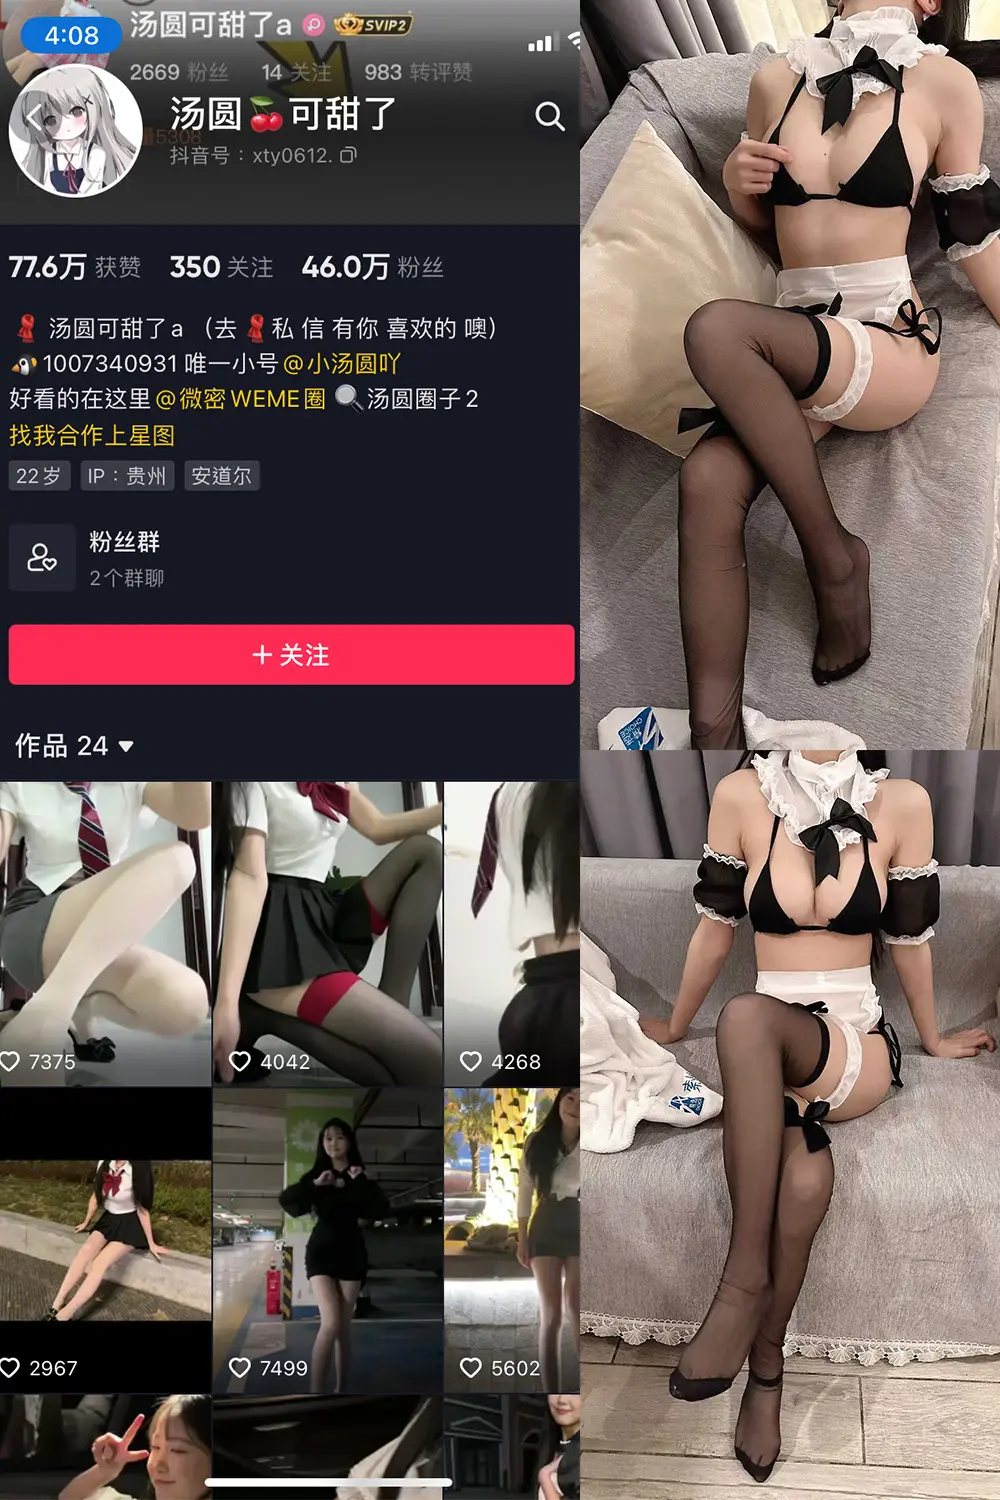 4:08
汤圆可甜了a SVIP2
2669 粉丝 14 关注 983 转评赞
汤圆🍒可甜了
5308
抖音号：xty0612.
77.6万 获赞 350 关注 46.0万 粉丝
汤圆可甜了a （去 私 信 有你 喜欢的 噢）
1007340931 唯一小号@小汤圆吖
好看的在这里@微密WEME圈 🔍汤圆圈子2
找我合作上星图
22岁 IP：贵州 安道尔
粉丝群
2个群聊
+ 关注
作品 24
7375 4042 4268
2967 7499 5602
CHOICE